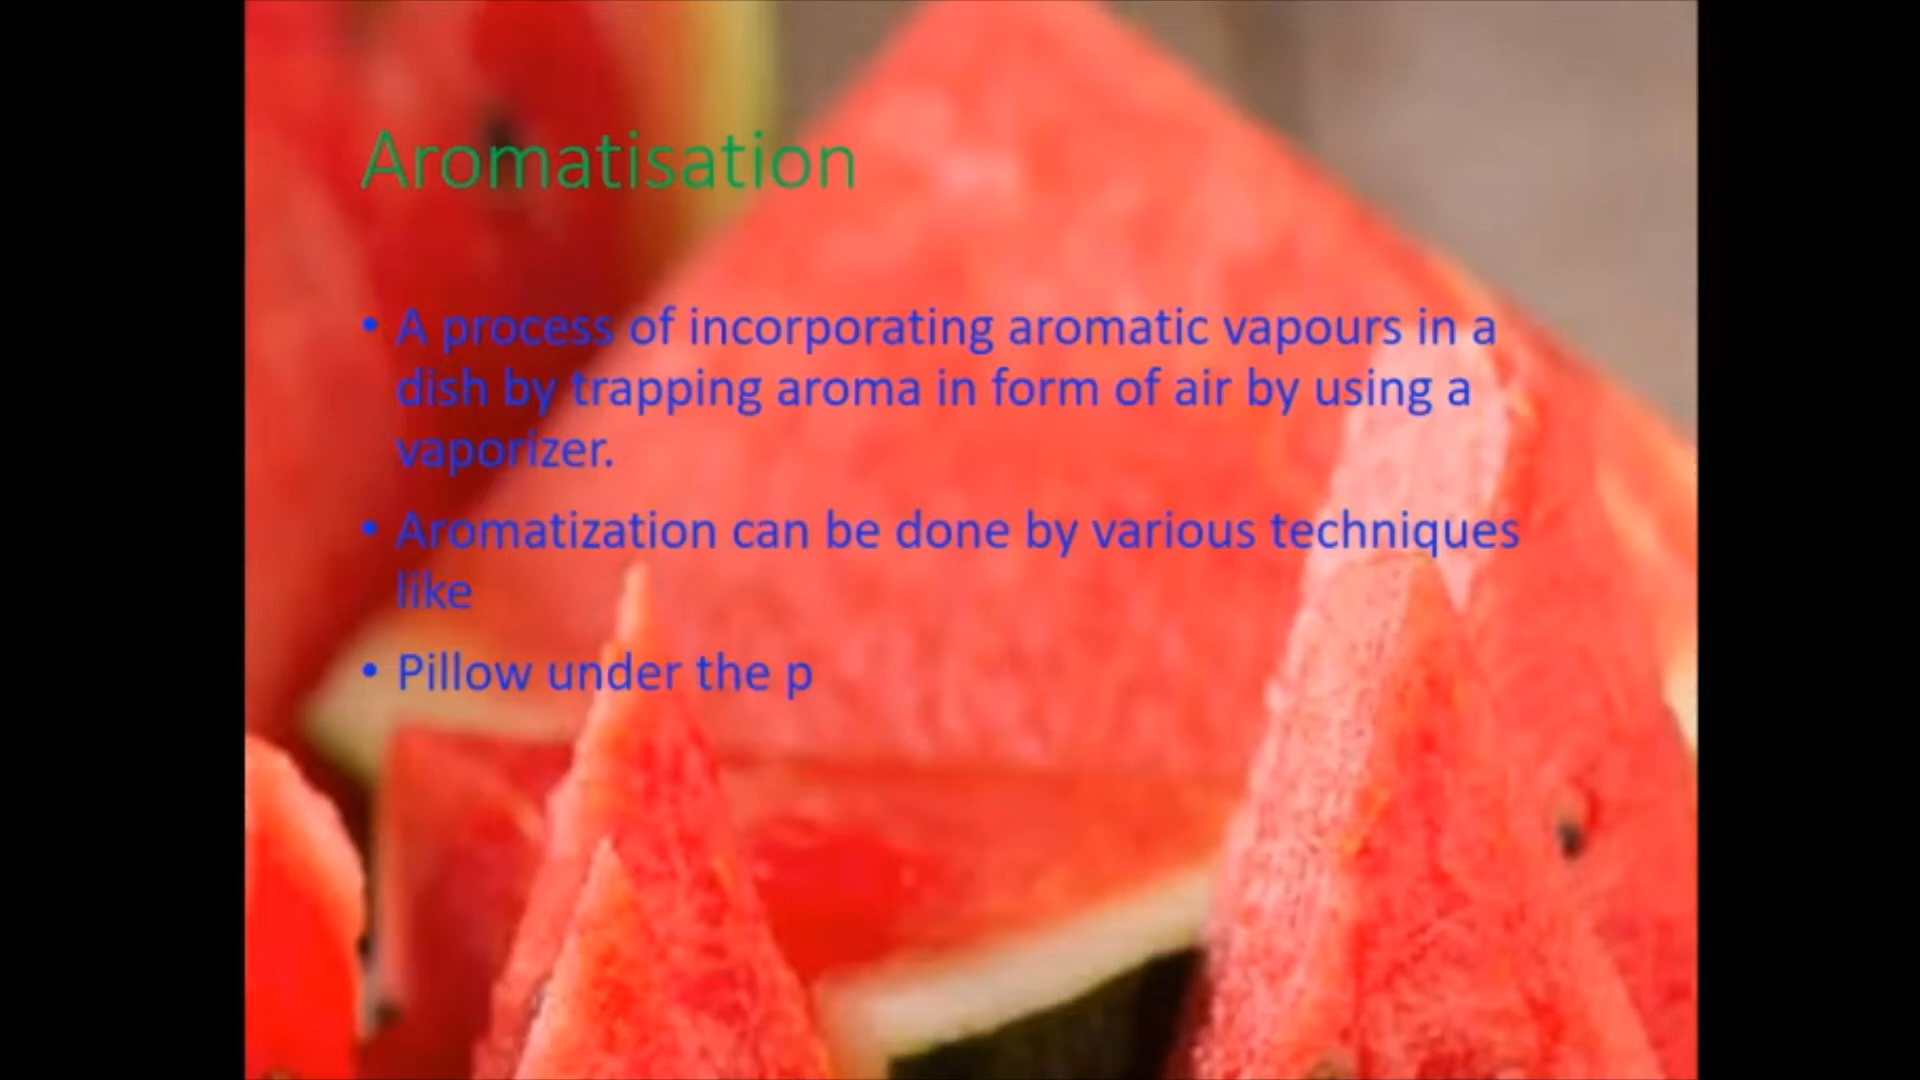 Aromatisation
• A process of incorporating aromatic vapours in a
dish by trapping aroma in form of air by using a
vaporizer.
• Aromatization can be done by various techniques
like
• Pillow under the p